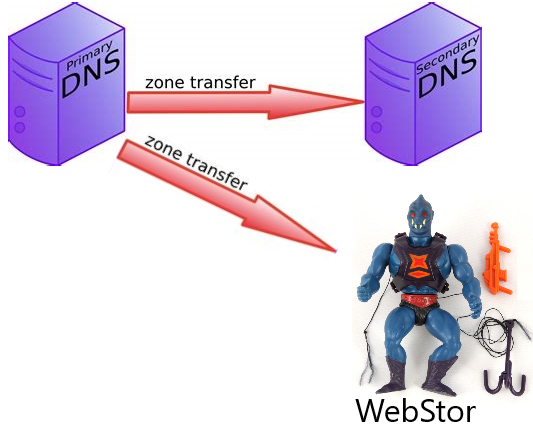 Primary
DNS
Secondary
DNS
zone transfer
zone transfer
WebStor